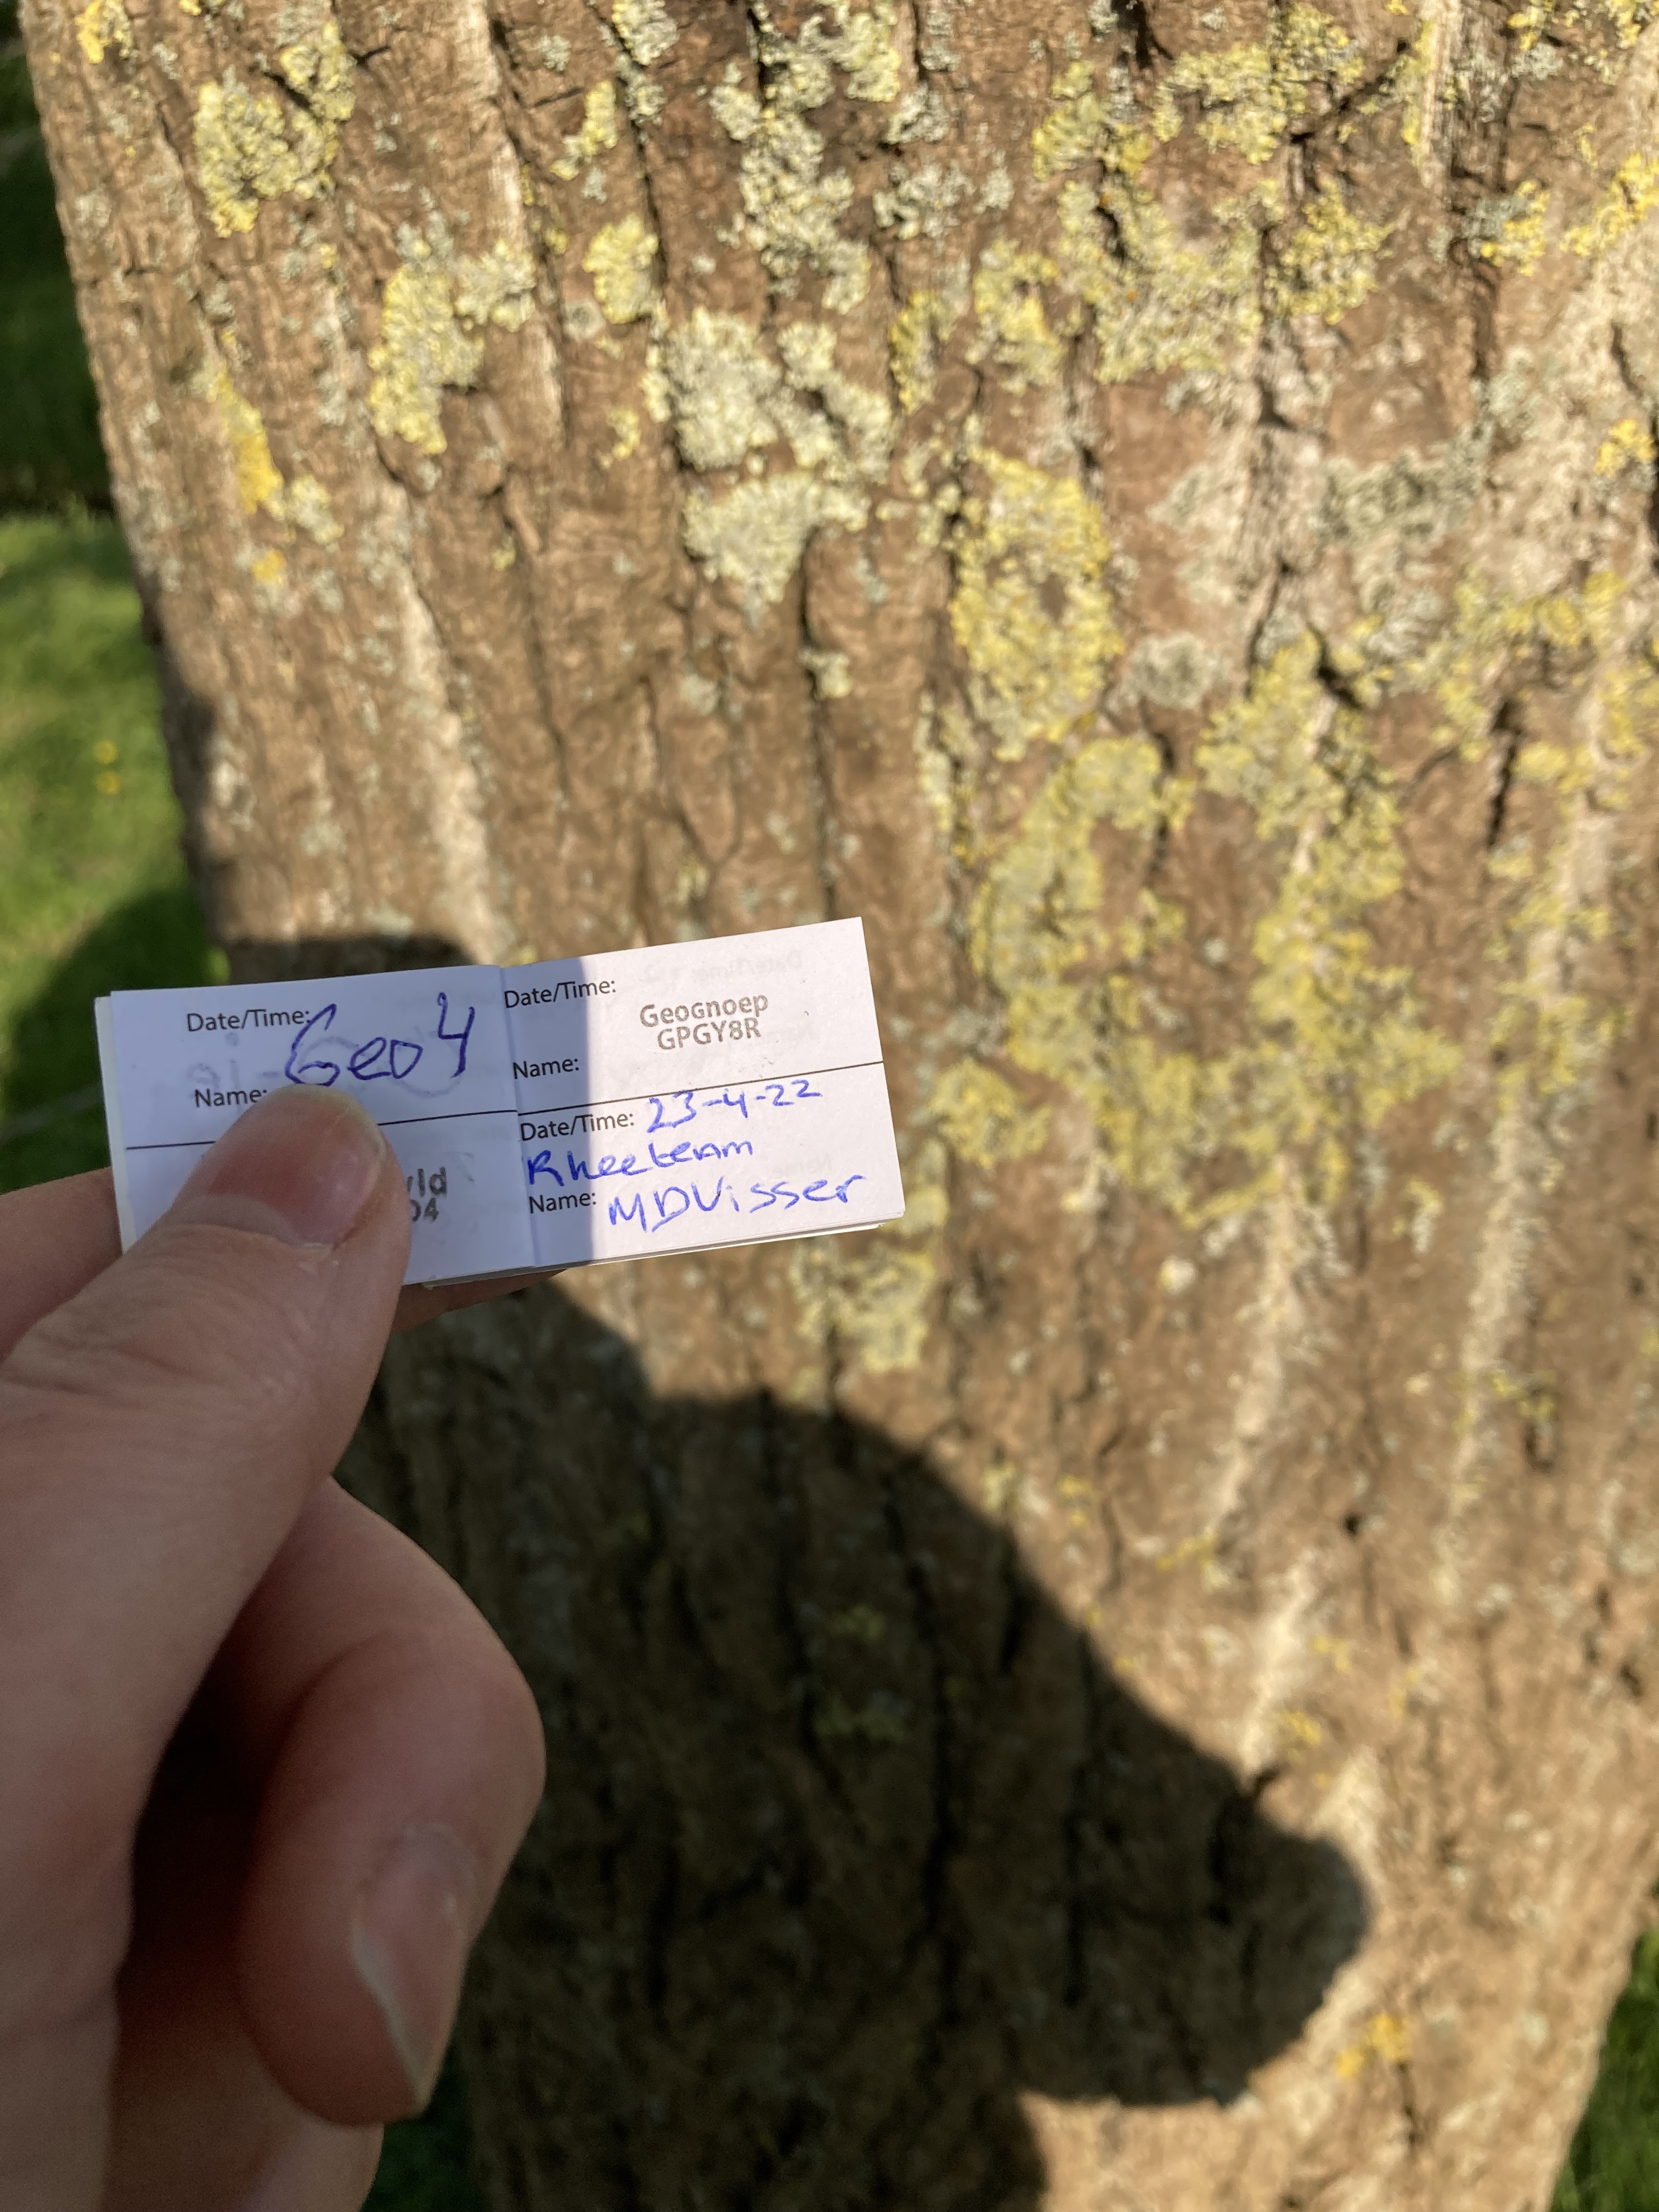 Date/Time:
Geo4
Name:
Date/Time:
Geognoep
GPGY8R
Name:
Date/Time: 23-4-22
Rheeteam
Name: MDVisser